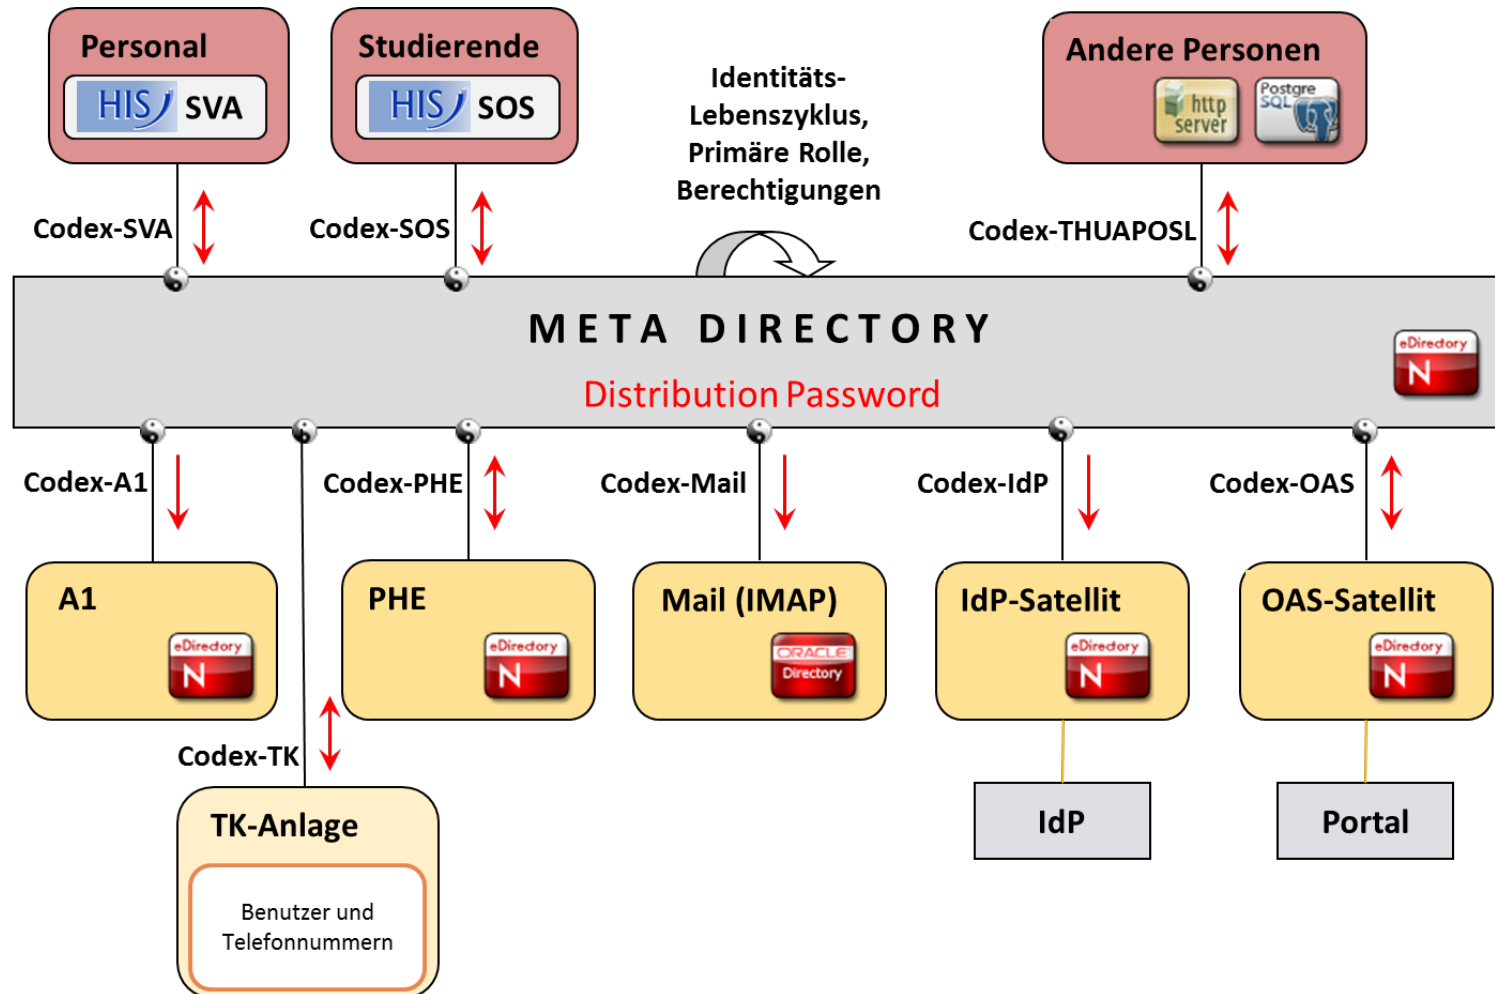 Personal
HIS SVA
Studierende
HIS SOS
Identitäts-
Lebenszyklus,
Primäre Rolle,
Berechtigungen
Andere Personen
http
server
Postgre
SQL
Codex-SVA
Codex-SOS
Codex-THUAPOSL
META DIRECTORY
Distribution Password
eDirectory
N
Codex-A1
Codex-PHE
Codex-Mail
Codex-IdP
Codex-OAS
A1
eDirectory
N
PHE
eDirectory
N
Mail (IMAP)
ORACLE
Directory
IdP-Satellit
eDirectory
N
OAS-Satellit
eDirectory
N
Codex-TK
TK-Anlage
Benutzer und
Telefonnummern
IdP
Portal